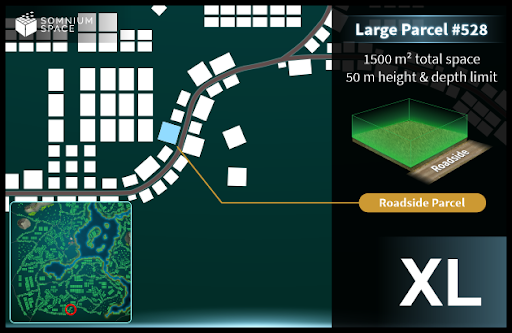 SOMNIUM
SPACE
Large Parcel #528
1500 m² total space
50 m height & depth limit
Roadside
Roadside Parcel
XL